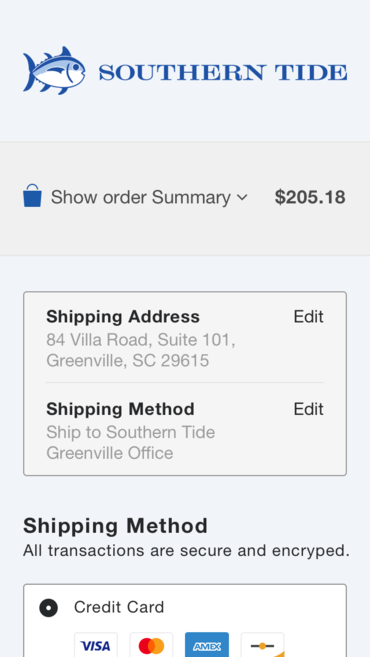 SOUTHERN TIDE
Show order Summary $205.18
Shipping Address Edit
84 Villa Road, Suite 101,
Greenville, SC 29615
Shipping Method Edit
Ship to Southern Tide
Greenville Office
Shipping Method
All transactions are secure and encryped.
Credit Card
VISA AMEX